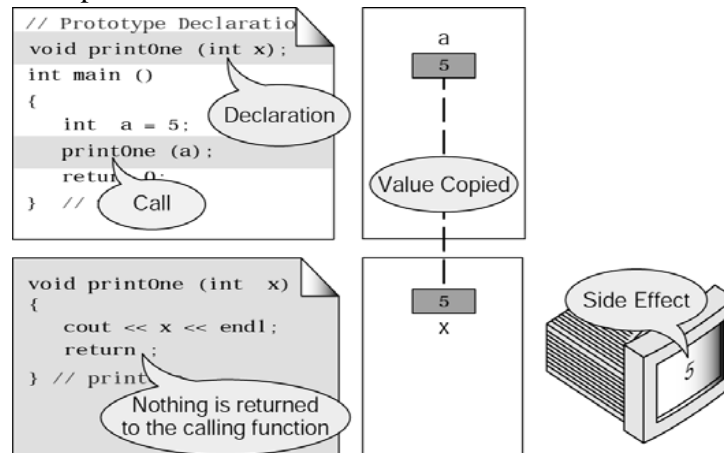 // Prototype Declaratio
void printOne (int x);
int main ()
{
Declaration
int a = 5;
printOne (a);
retur 0;
Call
} //
a
5
Value Copied
5
x
void printOne (int x)
{
cout << x << endl;
return ;
} // print
Nothing is returned
to the calling function
Side Effect
5